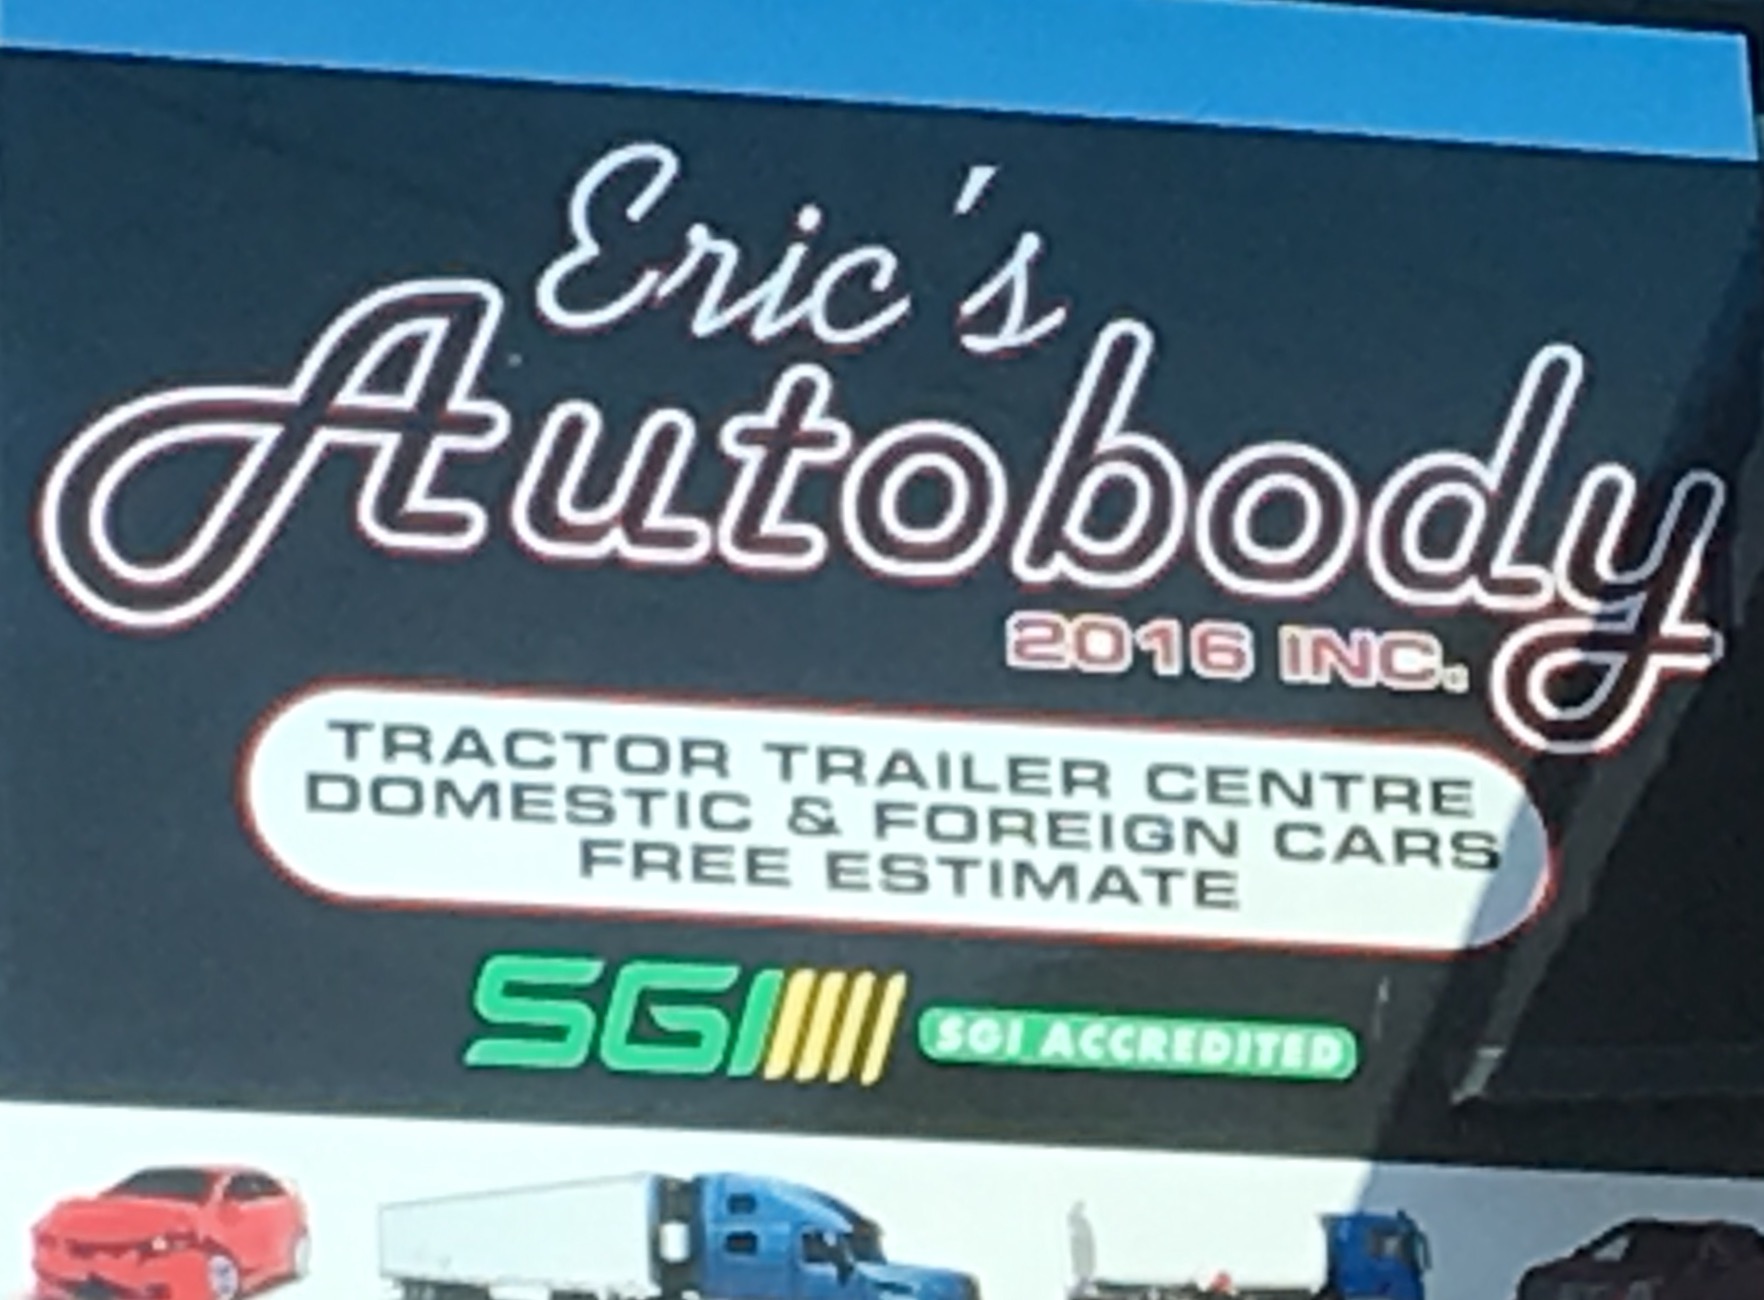 Eric's
Autobody
2016 INC.
TRACTOR TRAILER CENTRE
DOMESTIC & FOREIGN CARS
FREE ESTIMATE
SGI SGI ACCREDITED